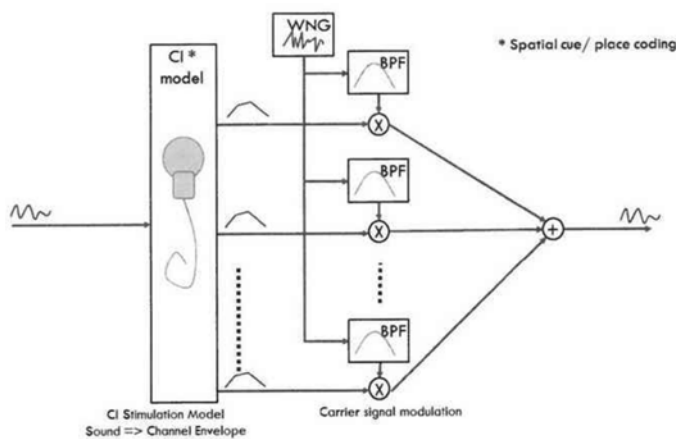 WNG
* Spatial cue/ place coding
CI *
model
BPF
X
BPF
X
+
BPF
X
CI Stimulation Model
Sound => Channel Envelope
Carrier signal modulation